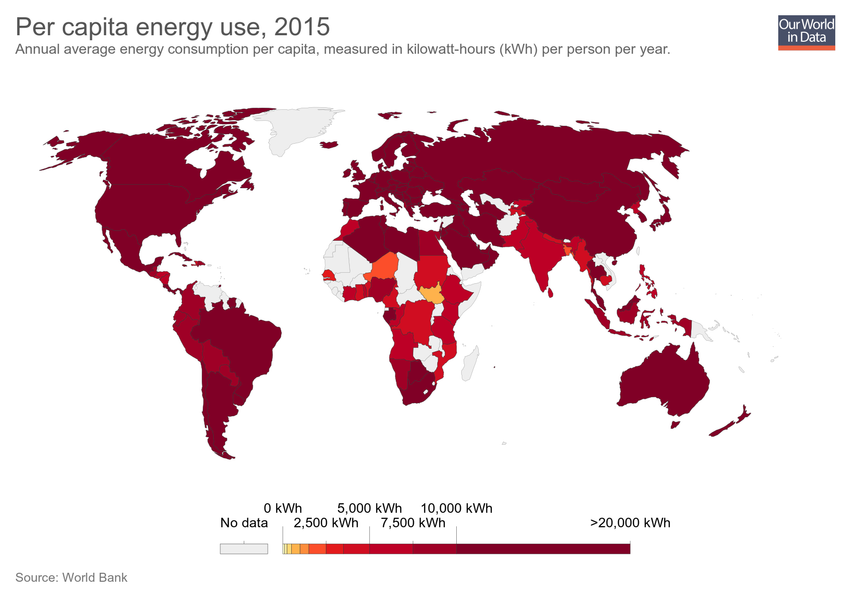 Per capita energy use, 2015
Annual average energy consumption per capita, measured in kilowatt-hours (kWh) per person per year.
Our World
in Data
0 kWh 5,000 kWh 10,000 kWh
No data 2,500 kWh 7,500 kWh >20,000 kWh
Source: World Bank